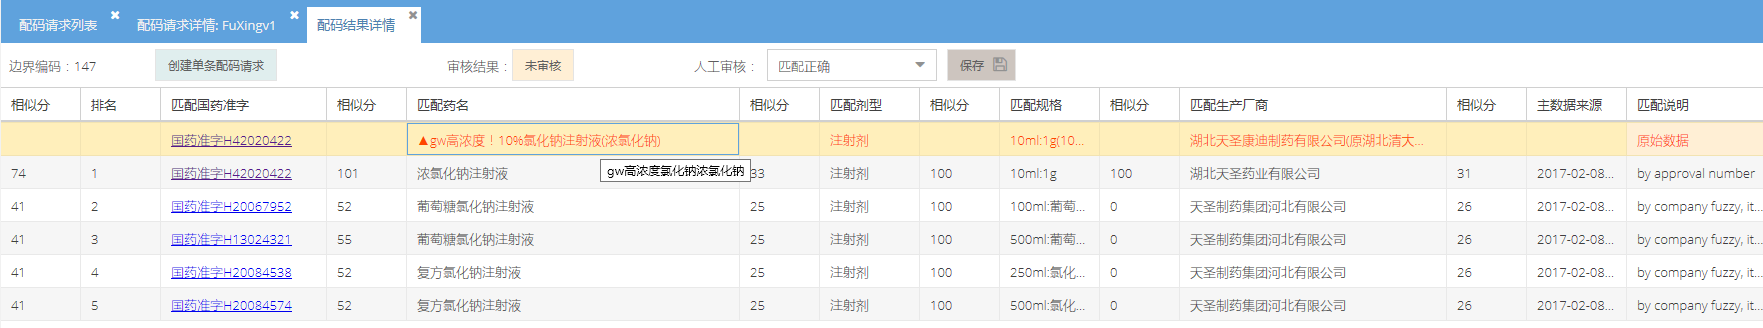 配码请求列表 配码请求详情: FuXingv1 配码结果详情
边界编码：147 创建单条配码请求 审核结果： 未审核 人工审核： 匹配正确 保存
相似分 排名 匹配国药准字 相似分 匹配药名 相似分 匹配剂型 相似分 匹配规格 相似分 匹配生产厂商 相似分 主数据来源 匹配说明
国药准字H42020422 ▲gw高浓度！10%氯化钠注射液(浓氯化钠) 注射剂 10ml:1g(10... 湖北天圣康迪制药有限公司(原湖北清大... 原始数据
gw高浓度氯化钠浓氯化钠
74 1 国药准字H42020422 101 浓氯化钠注射液 33 注射剂 100 10ml:1g 100 湖北天圣药业有限公司 31 2017-02-08... by approval number
41 2 国药准字H20067952 52 葡萄糖氯化钠注射液 25 注射剂 100 100ml:葡萄... 0 天圣制药集团河北有限公司 26 2017-02-08... by company fuzzy, it...
41 3 国药准字H13024321 55 葡萄糖氯化钠注射液 25 注射剂 100 500ml:葡萄... 0 天圣制药集团河北有限公司 26 2017-02-08... by company fuzzy, it...
41 4 国药准字H20084538 52 复方氯化钠注射液 25 注射剂 100 250ml:氯化... 0 天圣制药集团河北有限公司 26 2017-02-08... by company fuzzy, it...
41 5 国药准字H20084574 52 复方氯化钠注射液 25 注射剂 100 500ml:氯化... 0 天圣制药集团河北有限公司 26 2017-02-08... by company fuzzy, it...